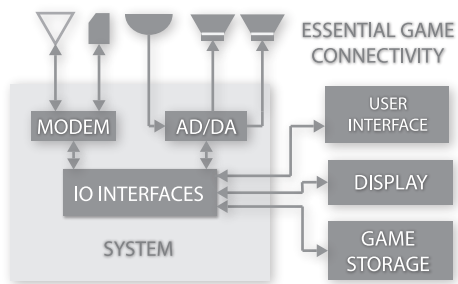 ESSENTIAL GAME
CONNECTIVITY
MODEM
AD/DA
USER
INTERFACE
IO INTERFACES
DISPLAY
SYSTEM
GAME
STORAGE